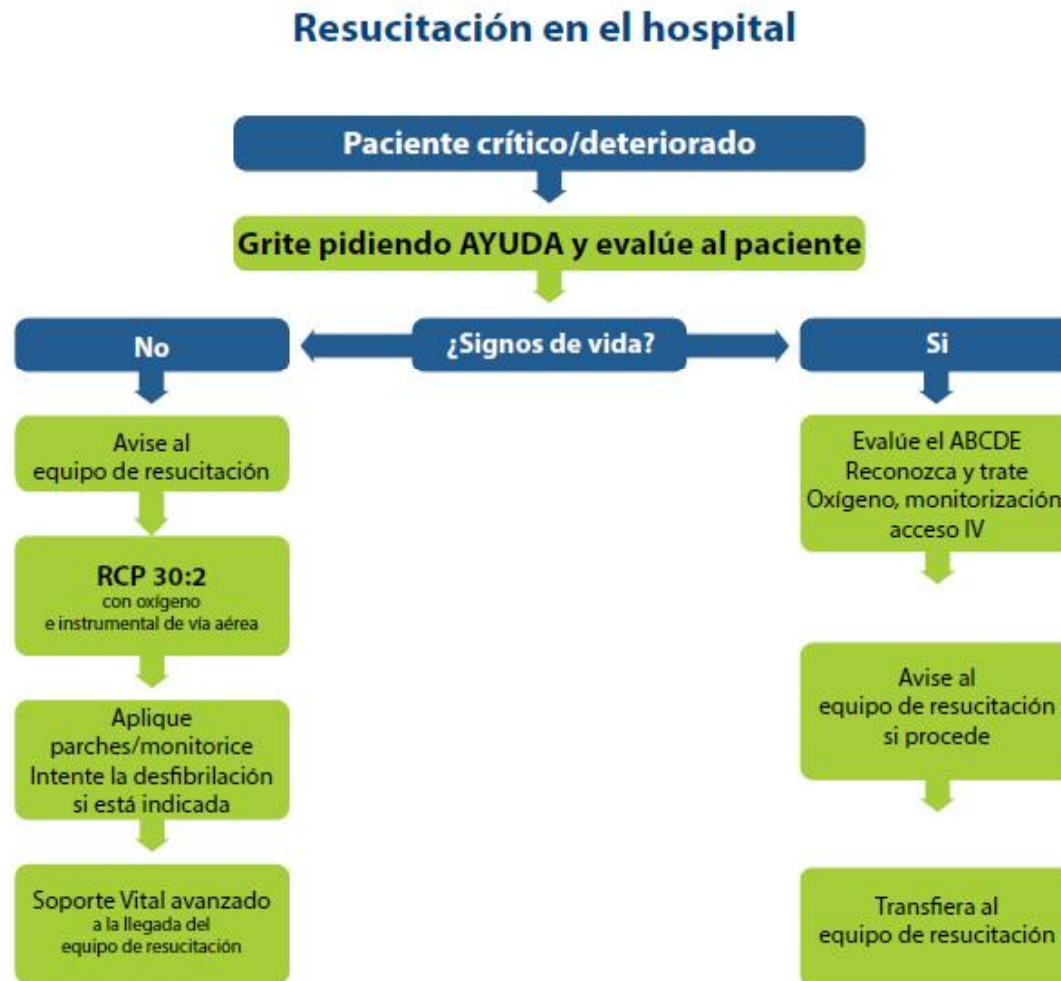 Resucitación en el hospital
Paciente crítico/deteriorado
Grite pidiendo AYUDA y evalúe al paciente
No
¿Signos de vida?
Si
Avise al
equipo de resucitación
RCP 30:2
con oxígeno
e instrumental de vía aérea
Aplique
parches/monitorice
Intente la desfibrilación
si está indicada
Soporte Vital avanzado
a la llegada del
equipo de resucitación
Evalúe el ABCDE
Reconozca y trate
Oxígeno, monitorización
acceso IV
Avise al
equipo de resucitación
si procede
Transfiera al
equipo de resucitación